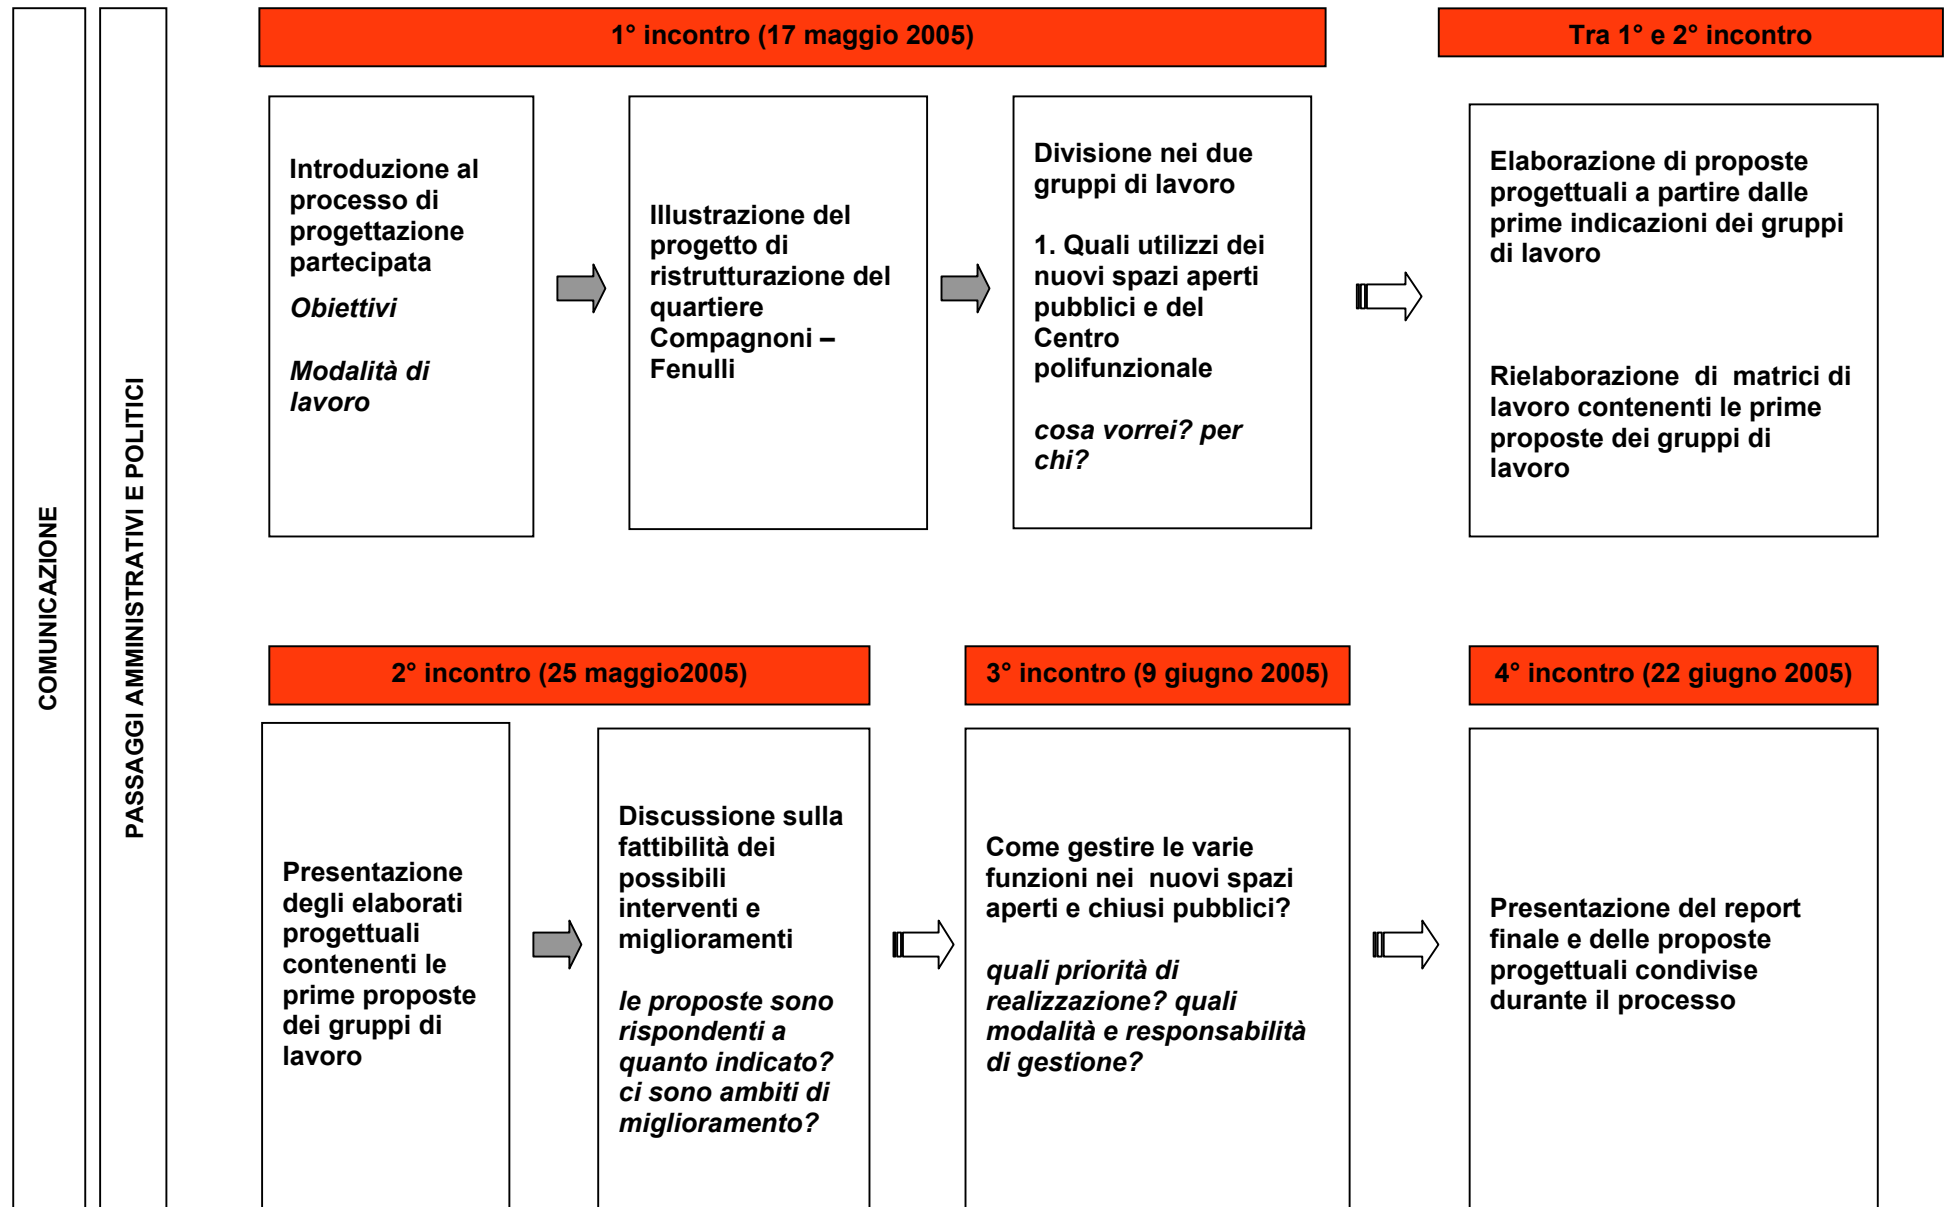 COMUNICAZIONE
PASSAGGI AMMINISTRATIVI E POLITICI
1° incontro (17 maggio 2005)
Tra 1° e 2° incontro
Introduzione al
processo di
progettazione
partecipata
Obiettivi
Modalità di
lavoro
Illustrazione del
progetto di
ristrutturazione del
quartiere
Compagnoni –
Fenulli
Divisione nei due
gruppi di lavoro
1. Quali utilizzi dei
nuovi spazi aperti
pubblici e del
Centro
polifunzionale
cosa vorrei? per
chi?
Elaborazione di proposte
progettuali a partire dalle
prime indicazioni dei gruppi
di lavoro
Rielaborazione  di  matrici di
lavoro contenenti le prime
proposte dei gruppi di
lavoro
2° incontro (25 maggio2005)
3° incontro (9 giugno 2005)
4° incontro (22 giugno 2005)
Presentazione
degli elaborati
progettuali
contenenti le
prime proposte
dei gruppi di
lavoro
Discussione sulla
fattibilità dei
possibili
interventi e
miglioramenti
le proposte sono
rispondenti a
quanto indicato?
ci sono ambiti di
miglioramento?
Come gestire le varie
funzioni nei  nuovi spazi
aperti e chiusi pubblici?
quali priorità di
realizzazione? quali
modalità e responsabilità
di gestione?
Presentazione del report
finale e delle proposte
progettuali condivise
durante il processo